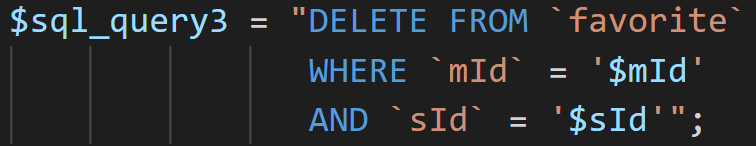 $sql_query3 = "DELETE FROM `favorite`
WHERE `mId` = '$mId'
AND `sId` = '$sId'";